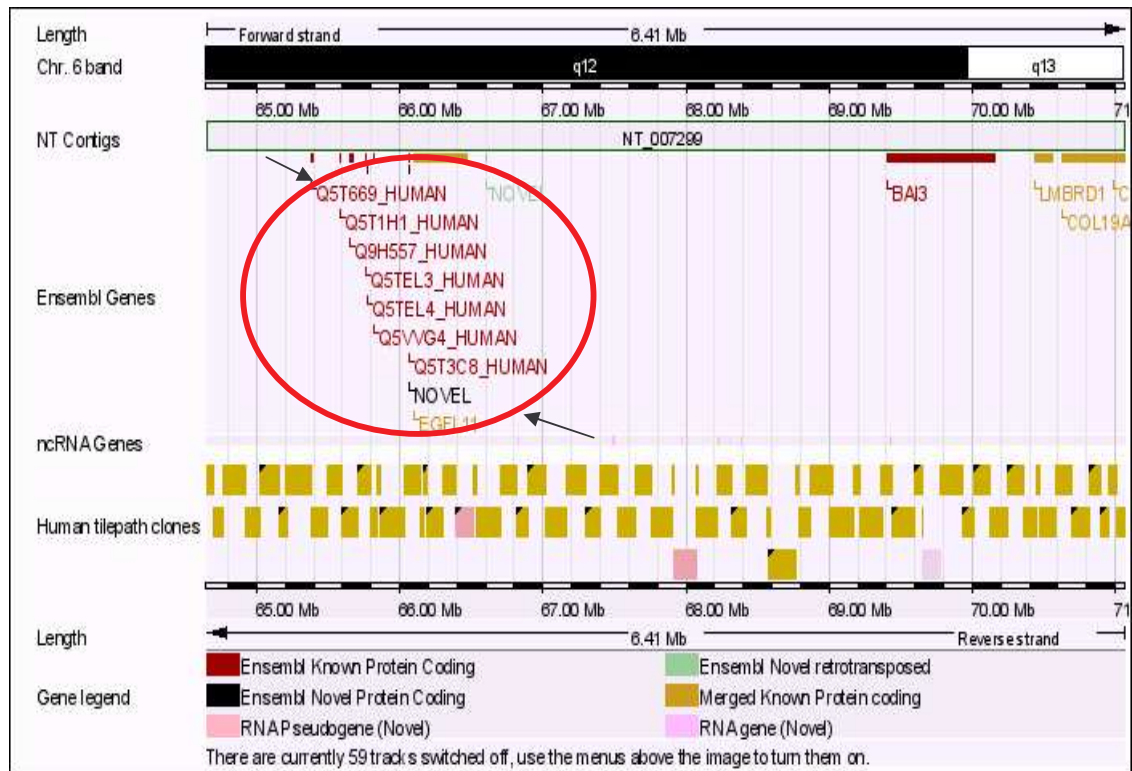 Length Forward strand 6.41 Mb
Chr. 6 band q12 q13
65.00 Mb 66.00 Mb 67.00 Mb 68.00 Mb 69.00 Mb 70.00 Mb 71
NT Contigs NT_007299
Q5T669_HUMAN NOVEL BAI3 LMBRD1 C
Q5T1H1_HUMAN COL19A
Q9H557_HUMAN
Q5TEL3_HUMAN
Ensembl Genes
Q5TEL4_HUMAN
Q5VVG4_HUMAN
Q5T3C8_HUMAN
NOVEL
EGFL11
ncRNA Genes
Human tilepath clones
65.00 Mb 66.00 Mb 67.00 Mb 68.00 Mb 69.00 Mb 70.00 Mb 71
Length 6.41 Mb Reverse strand
Ensembl Known Protein Coding Ensembl Novel retrotransposed
Gene legend Ensembl Novel Protein Coding Merged Known Protein coding
RNA Pseudogene (Novel) RNA gene (Novel)
There are currently 59 tracks switched off, use the menus above the image to turn them on.